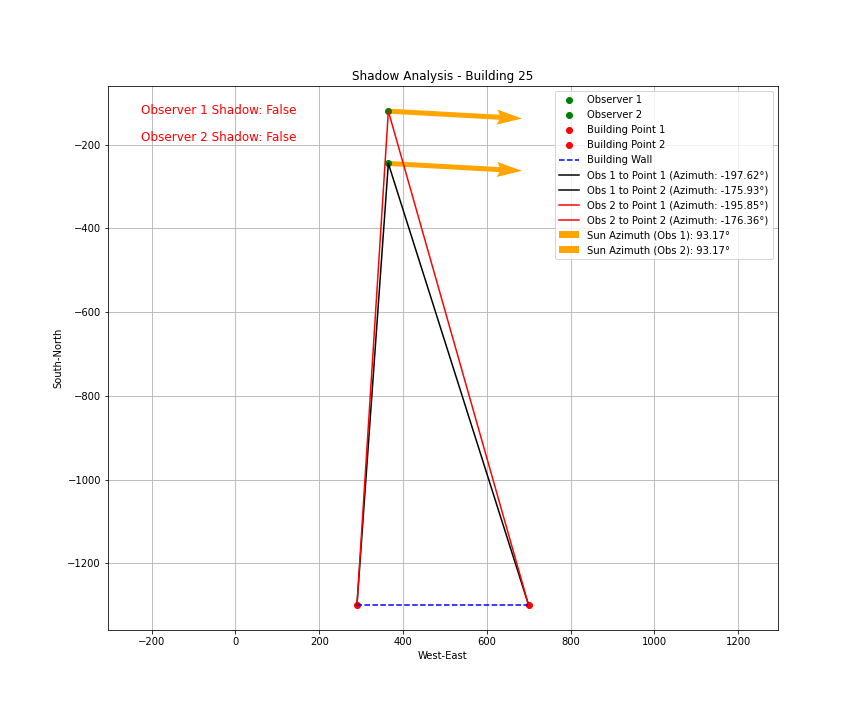 Shadow Analysis - Building 25
Observer 1 Shadow: False
Observer 2 Shadow: False
Observer 1
Observer 2
Building Point 1
Building Point 2
Building Wall
Obs 1 to Point 1 (Azimuth: -197.62°)
Obs 1 to Point 2 (Azimuth: -175.93°)
Obs 2 to Point 1 (Azimuth: -195.85°)
Obs 2 to Point 2 (Azimuth: -176.36°)
Sun Azimuth (Obs 1): 93.17°
Sun Azimuth (Obs 2): 93.17°
South-North
−200
−400
−600
−800
−1000
−1200
−200 0 200 400 600 800 1000 1200
West-East